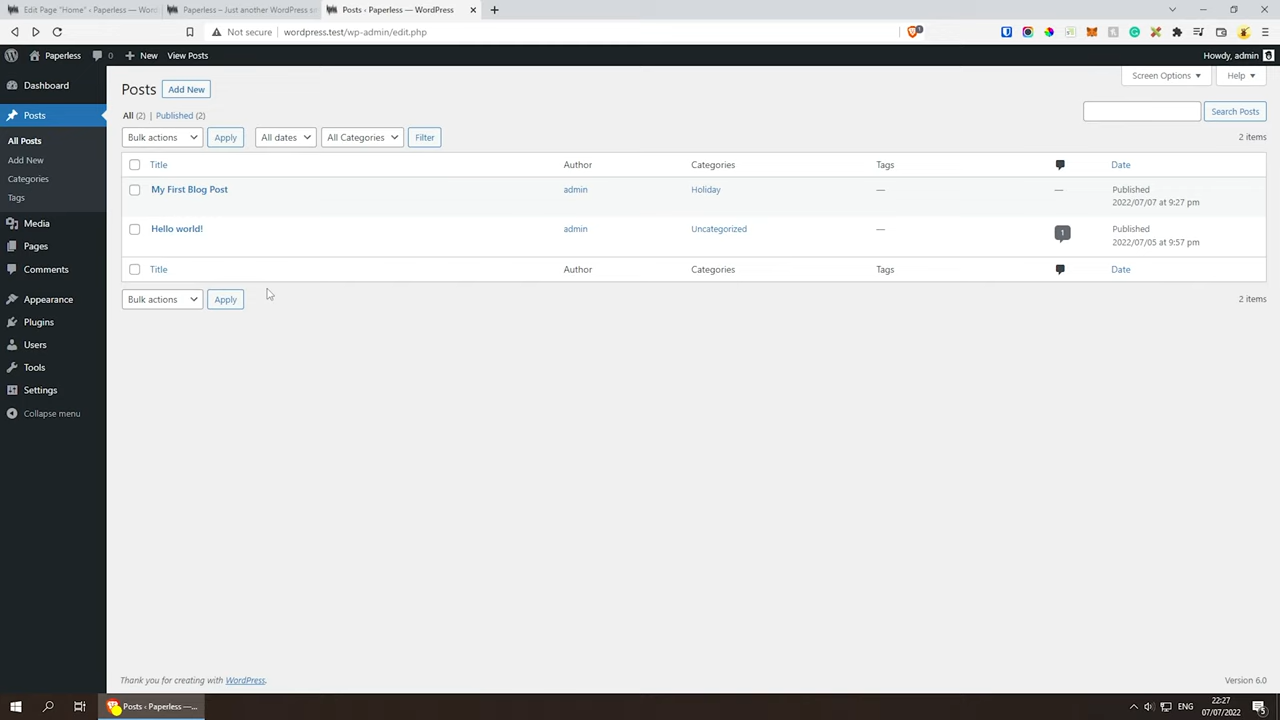 Edit Page "Home" ‹ Paperless — Word
Paperless – Just another WordPress s
Posts ‹ Paperless — WordPress
Not secure
wordpress.test/wp-admin/edit.php
1
Paperless
0
New
View Posts
Howdy, admin
Dashboard
Posts
All Posts
Add New
Categories
Tags
Media
Pages
Comments
Appearance
Plugins
Users
Tools
Settings
Collapse menu
Posts Add New
Screen Options
Help
All (2) | Published (2)
Search Posts
Bulk actions Apply All dates All Categories Filter
2 items
Title Author Categories Tags Date
My First Blog Post admin Holiday — — Published
2022/07/07 at 9:27 pm
Hello world! admin Uncategorized — 1 Published
2022/07/05 at 9:57 pm
Title Author Categories Tags Date
Bulk actions Apply
2 items
Thank you for creating with WordPress.
Version 6.0
Posts ‹ Paperless —...
ENG
22:27
07/07/2022
5